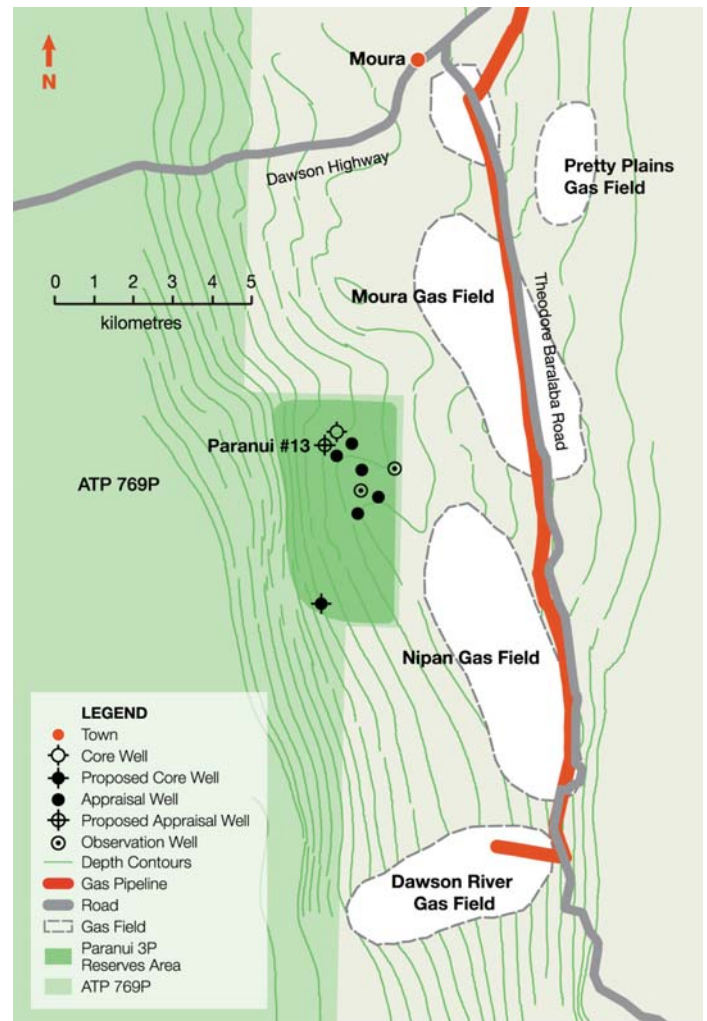 N
Moura
Dawson Highway
Pretty Plains
Gas Field
0 1 2 3 4 5
kilometres
Moura Gas Field
Theodore Baralaba Road
Paranui #13
ATP 769P
Nipan Gas Field
Dawson River
Gas Field
LEGEND
Town
Core Well
Proposed Core Well
Appraisal Well
Proposed Appraisal Well
Observation Well
Depth Contours
Gas Pipeline
Road
Gas Field
Paranui 3P
Reserves Area
ATP 769P